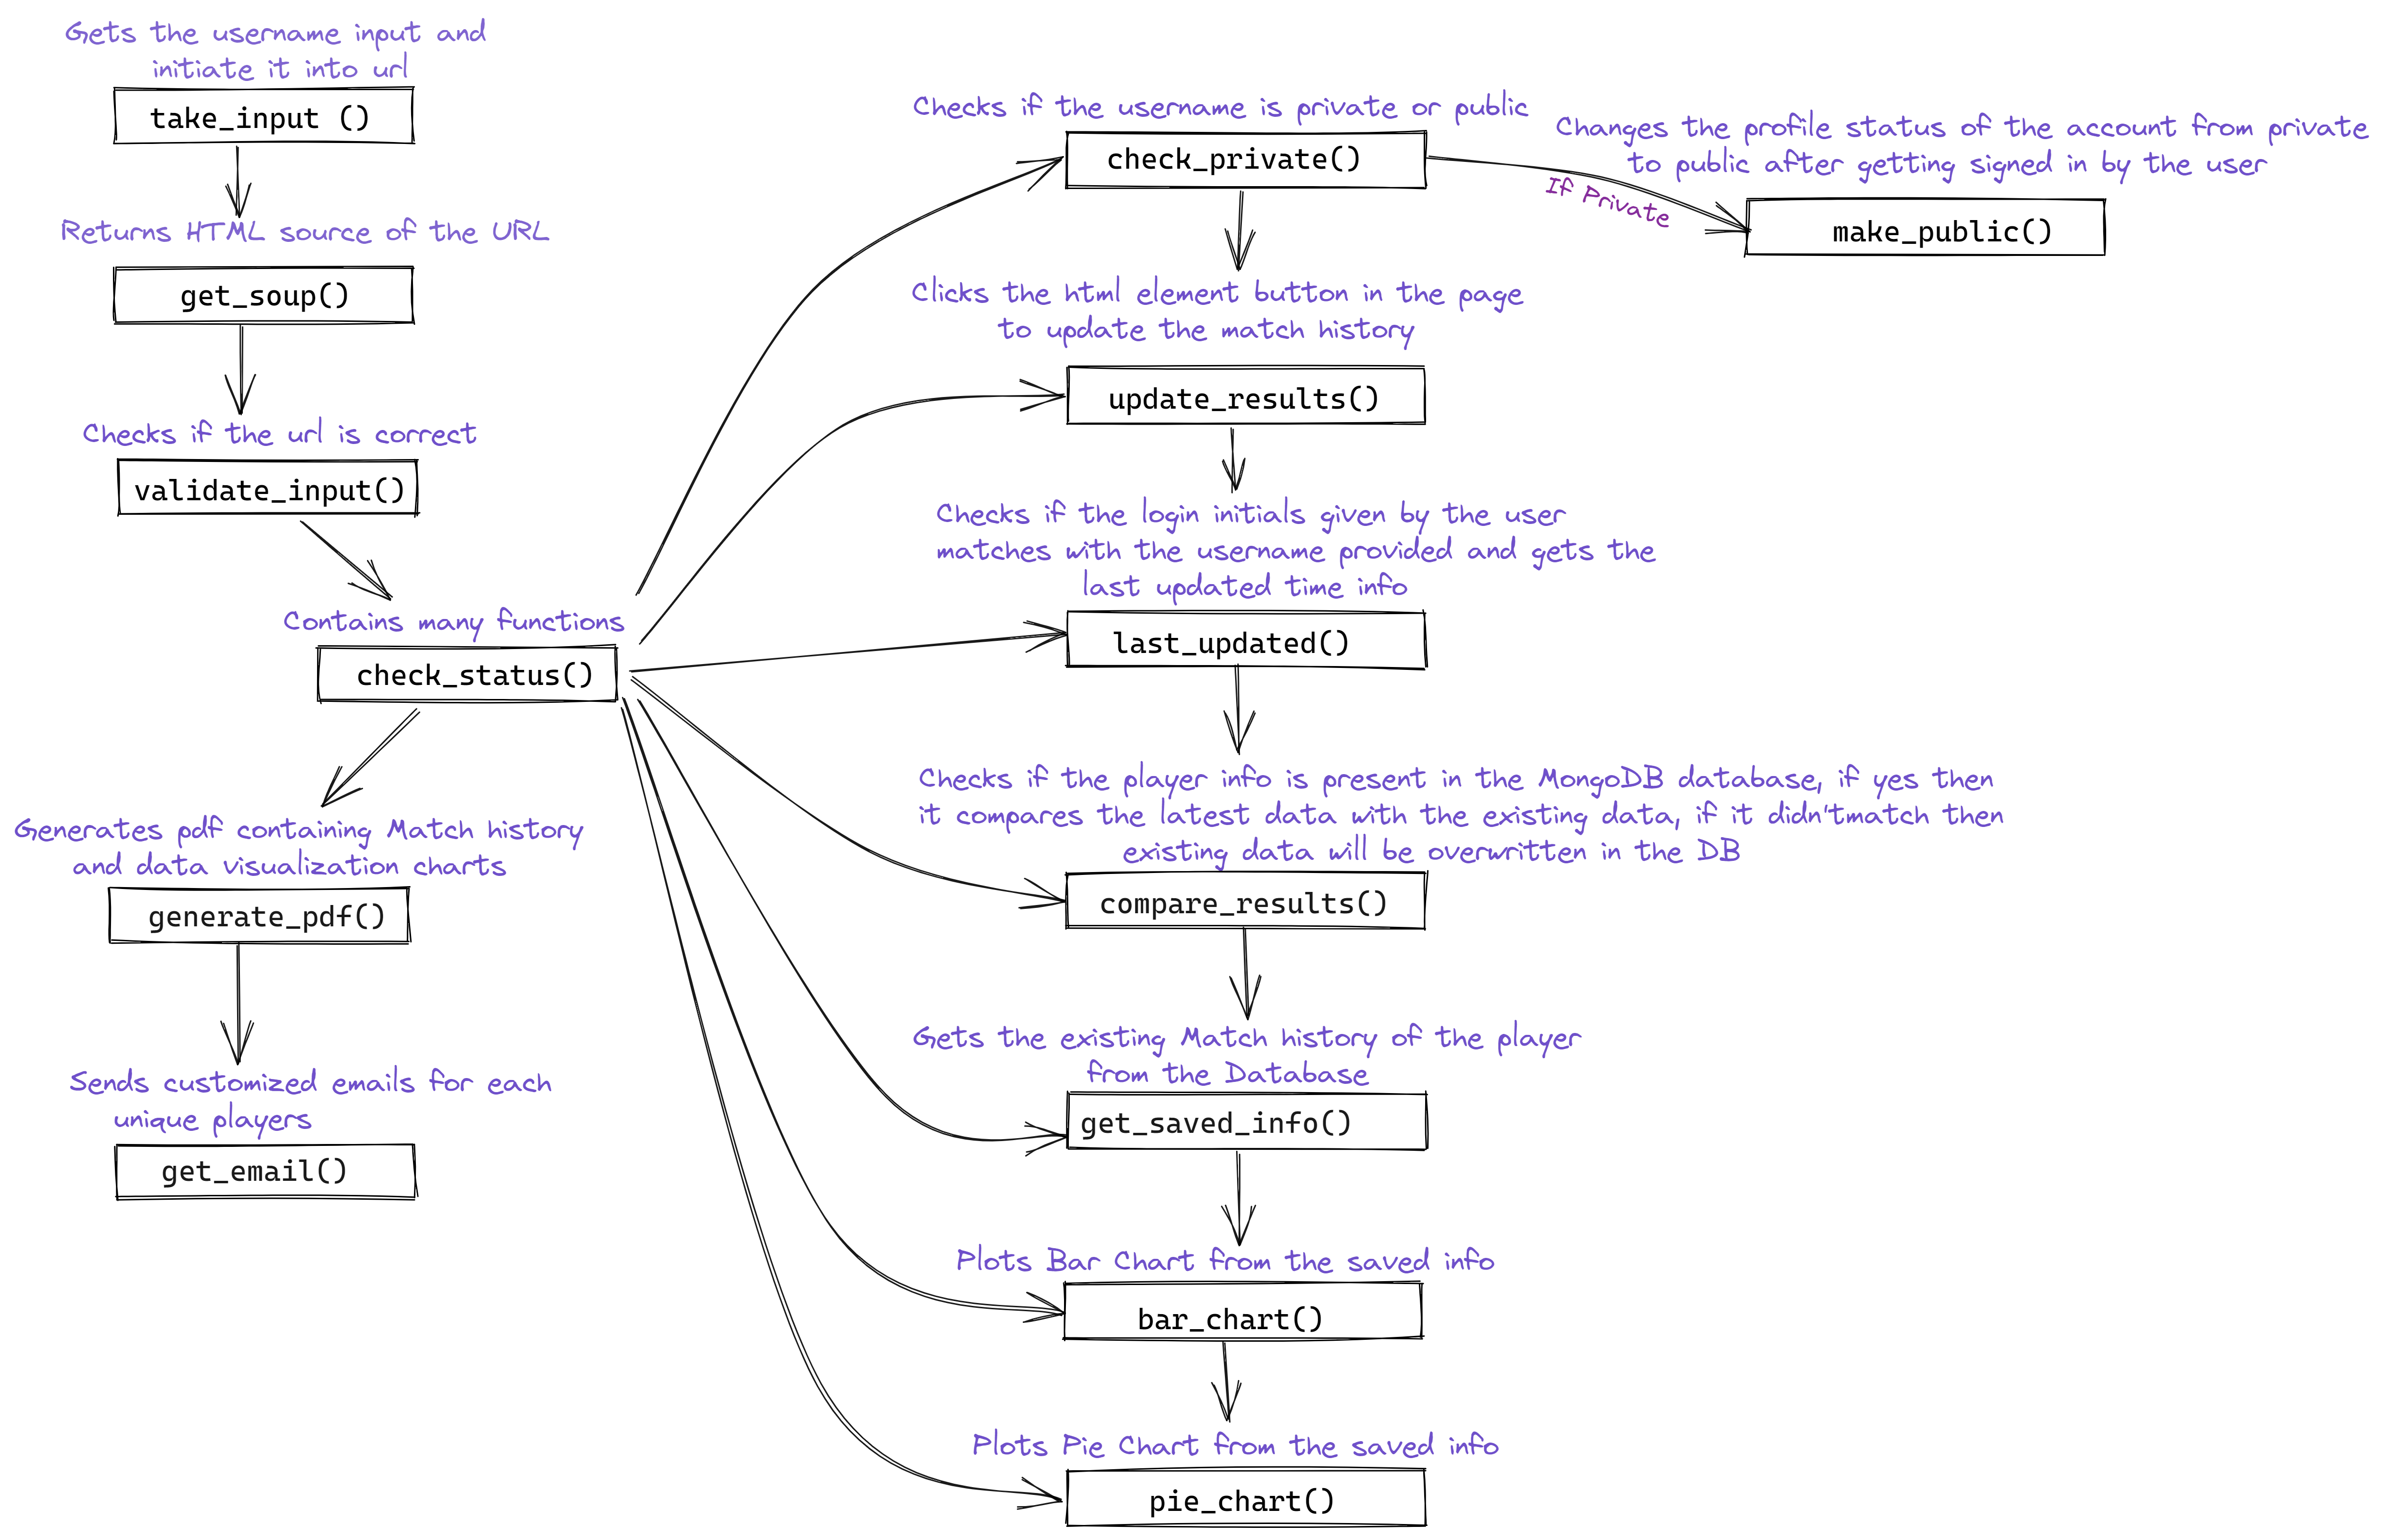 Gets the username input and
initiate it into url
take_input ()
Returns HTML source of the URL
get_soup()
Checks if the url is correct
validate_input()
Contains many functions
check_status()
Generates pdf containing Match history
and data visualization charts
generate_pdf()
Sends customized emails for each
unique players
get_email()
Checks if the username is private or public
check_private()
If Private
Changes the profile status of the account from private
to public after getting signed in by the user
make_public()
Clicks the html element button in the page
to update the match history
update_results()
Checks if the login initials given by the user
matches with the username provided and gets the
last updated time info
last_updated()
Checks if the player info is present in the MongoDB database, if yes then
it compares the latest data with the existing data, if it didn'tmatch then
existing data will be overwritten in the DB
compare_results()
Gets the existing Match history of the player
from the Database
get_saved_info()
Plots Bar Chart from the saved info
bar_chart()
Plots Pie Chart from the saved info
pie_chart()